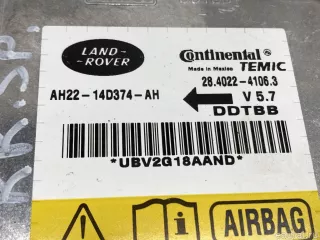 LAND-
-ROVER
Continental TEMIC
Made in Mexico
28.4022-4106.3
AH22-14D374-AH
V 5.7
DDTBB
*UBV2G18AAND*
AIRBAG
R.R.SP.